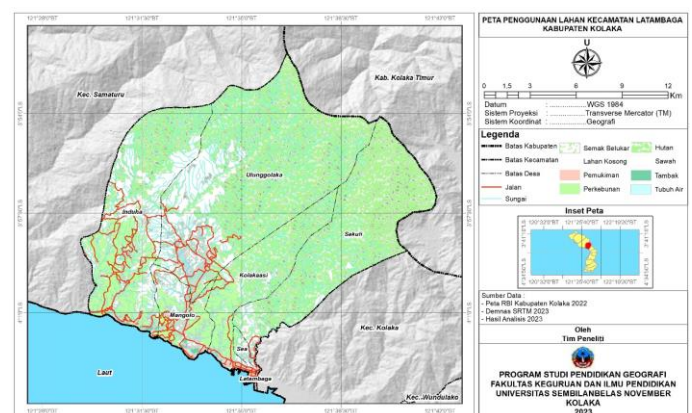 PETA PENGGUNAAN LAHAN KECAMATAN LATAMBAGA
KABUPATEN KOLAKA
U
0 1.5 3 6 9 12
Km
Datum : WGS 1984
Sistem Proyeksi : Transverse Mercator (TM)
Sistem Koordinat : Geografi
Legenda
Batas Kabupaten
Batas Kecamatan
Batas Desa
Jalan
Sungai
Semak Belukar
Lahan Kosong
Pemukiman
Perkebunan
Hutan
Sawah
Tambak
Tubuh Air
Inset Peta
Sumber Data :
- Peta RBI Kabupaten Kolaka 2022
- Demnas SRTM 2023
- Hasil Analisis 2023
Oleh
Tim Peneliti
PROGRAM STUDI PENDIDIKAN GEOGRAFI
FAKULTAS KEGURUAN DAN ILMU PENDIDIKAN
UNIVERSITAS SEMBILANBELAS NOVEMBER
KOLAKA
2023
Kec. Samaturu
Kab. Kolaka Timur
Ulunggolaka
Induha
Sakuli
Kolakaasi
Mangolo
Kec. Kolaka
Sea
Laut
Latambaga
Kec. Wundulako